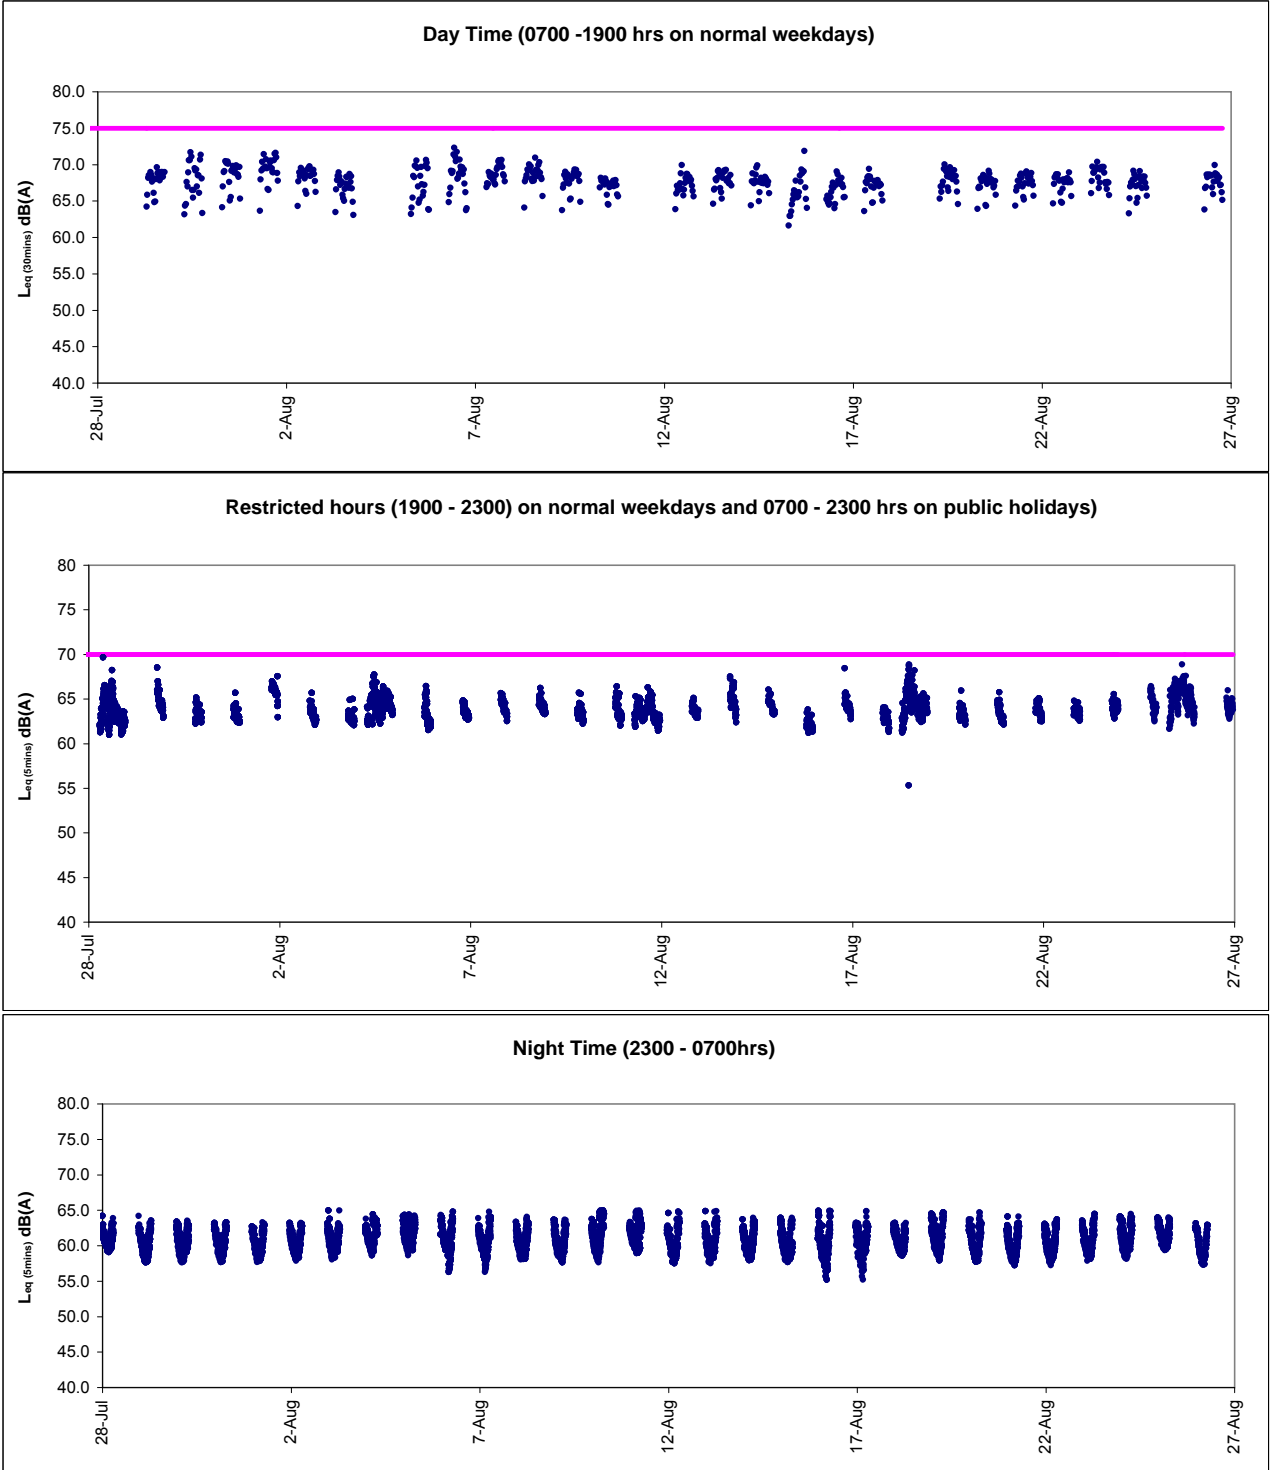 Day Time (0700 -1900 hrs on normal weekdays)
80.0
75.0
70.0
65.0
60.0
55.0
50.0
45.0
40.0
Leq (30mins) dB(A)
28-Jul
2-Aug
7-Aug
12-Aug
17-Aug
22-Aug
27-Aug
Restricted hours (1900 - 2300) on normal weekdays and 0700 - 2300 hrs on public holidays)
80
75
70
65
60
55
50
45
40
Leq (5mins) dB(A)
28-Jul
2-Aug
7-Aug
12-Aug
17-Aug
22-Aug
27-Aug
Night Time (2300 - 0700hrs)
80.0
75.0
70.0
65.0
60.0
55.0
50.0
45.0
40.0
Leq (5mins) dB(A)
28-Jul
2-Aug
7-Aug
12-Aug
17-Aug
22-Aug
27-Aug